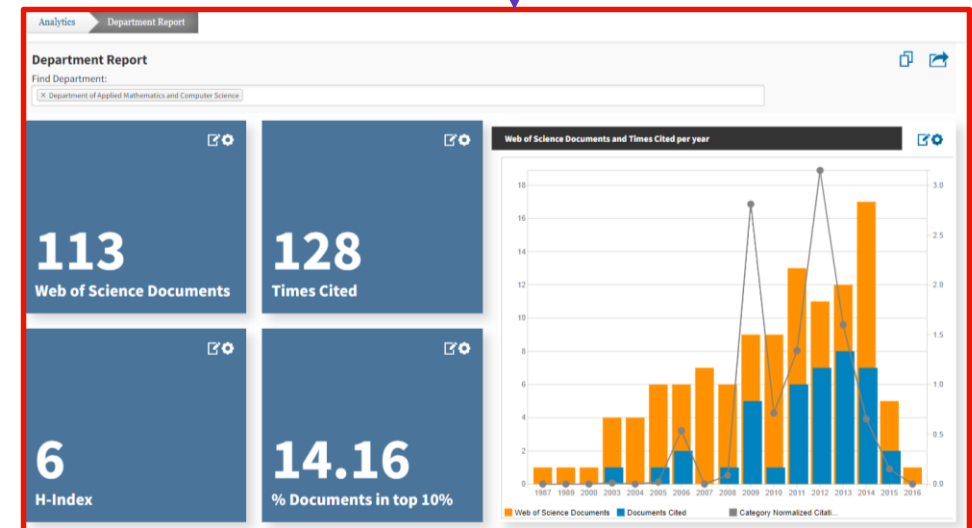 Analytics Department Report
Department Report
Find Department:
× Department of Applied Mathematics and Computer Science
113
Web of Science Documents
128
Times Cited
6
H-Index
14.16
% Documents in top 10%
Web of Science Documents and Times Cited per year
18
16
14
12
10
8
6
4
2
0
3.0
2.5
2.0
1.5
1.0
0.5
0.0
1987 1989 2000 2003 2004 2005 2006 2007 2008 2009 2010 2011 2012 2013 2014 2015 2016
Web of Science Documents Documents Cited Category Normalized Citati...